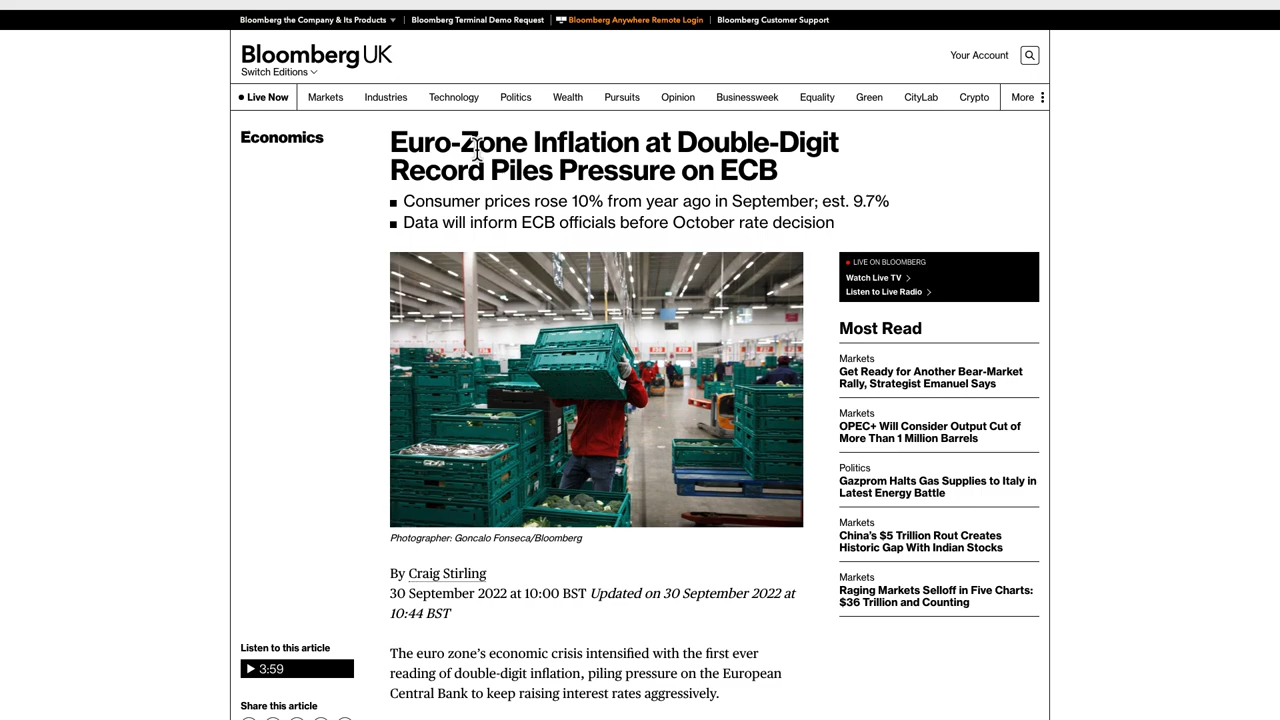 Bloomberg the Company & Its Products
Bloomberg Terminal Demo Request
Bloomberg Anywhere Remote Login
Bloomberg Customer Support
Bloomberg UK
Switch Editions
Your Account
Live Now
Markets
Industries
Technology
Politics
Wealth
Pursuits
Opinion
Businessweek
Equality
Green
CityLab
Crypto
More
Economics
Euro-Zone Inflation at Double-Digit
Record Piles Pressure on ECB
Consumer prices rose 10% from year ago in September; est. 9.7%
Data will inform ECB officials before October rate decision
Photographer: Goncalo Fonseca/Bloomberg
By Craig Stirling
30 September 2022 at 10:00 BST Updated on 30 September 2022 at
10:44 BST
Listen to this article
3:59
Share this article
The euro zone's economic crisis intensified with the first ever
reading of double-digit inflation, piling pressure on the European
Central Bank to keep raising interest rates aggressively.
LIVE ON BLOOMBERG
Watch Live TV
Listen to Live Radio
Most Read
Markets
Get Ready for Another Bear-Market
Rally, Strategist Emanuel Says
Markets
OPEC+ Will Consider Output Cut of
More Than 1 Million Barrels
Politics
Gazprom Halts Gas Supplies to Italy in
Latest Energy Battle
Markets
China's $5 Trillion Rout Creates
Historic Gap With Indian Stocks
Markets
Raging Markets Selloff in Five Charts:
$36 Trillion and Counting